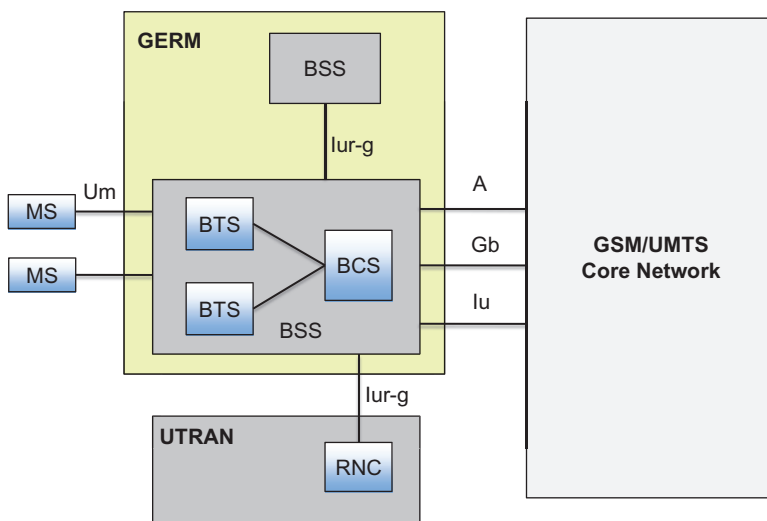 GERM
BSS
Iur-g
Um
MS
MS
BTS
BTS
BCS
BSS
A
Gb
Iu
GSM/UMTS
Core Network
Iur-g
UTRAN
RNC